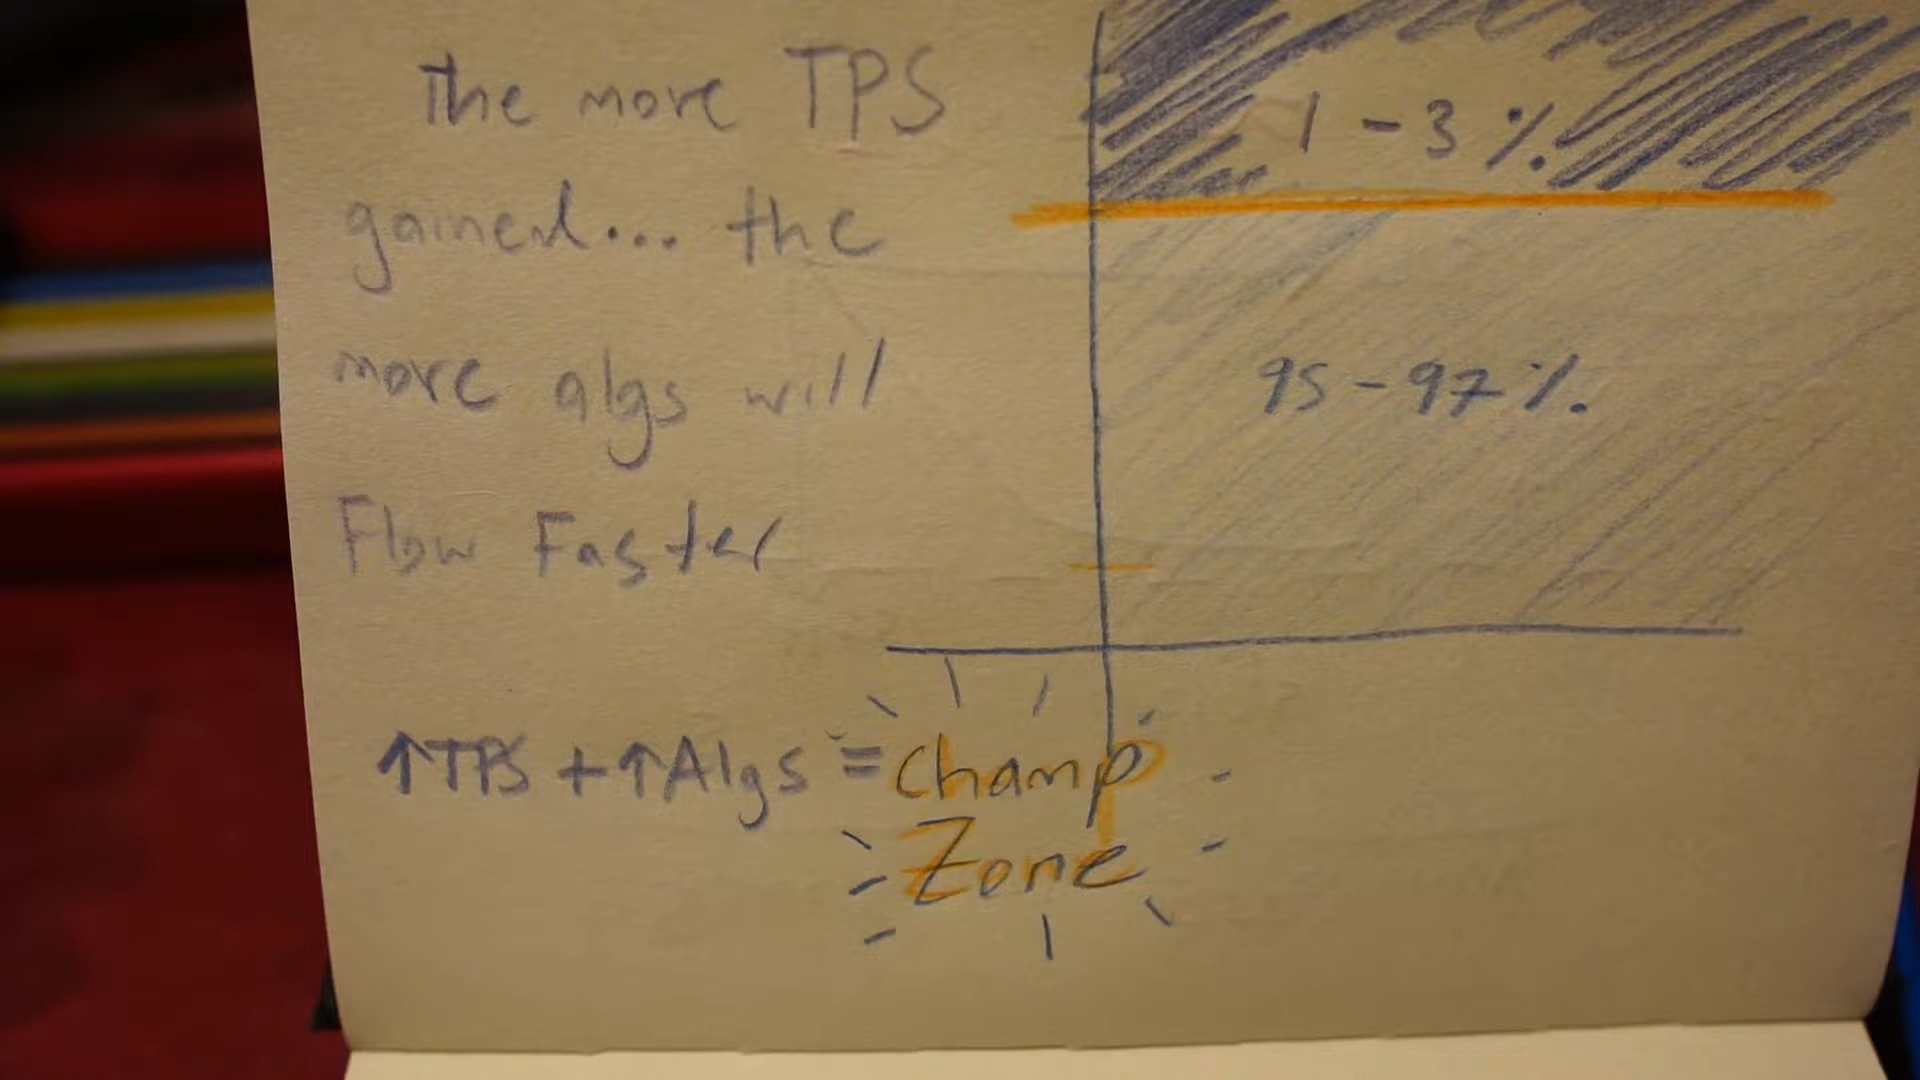 The more TPS
gained... the
more algs will
Flow Faster
1-3%
95-97%
↑TPS +↑Algs = Champ
Zone